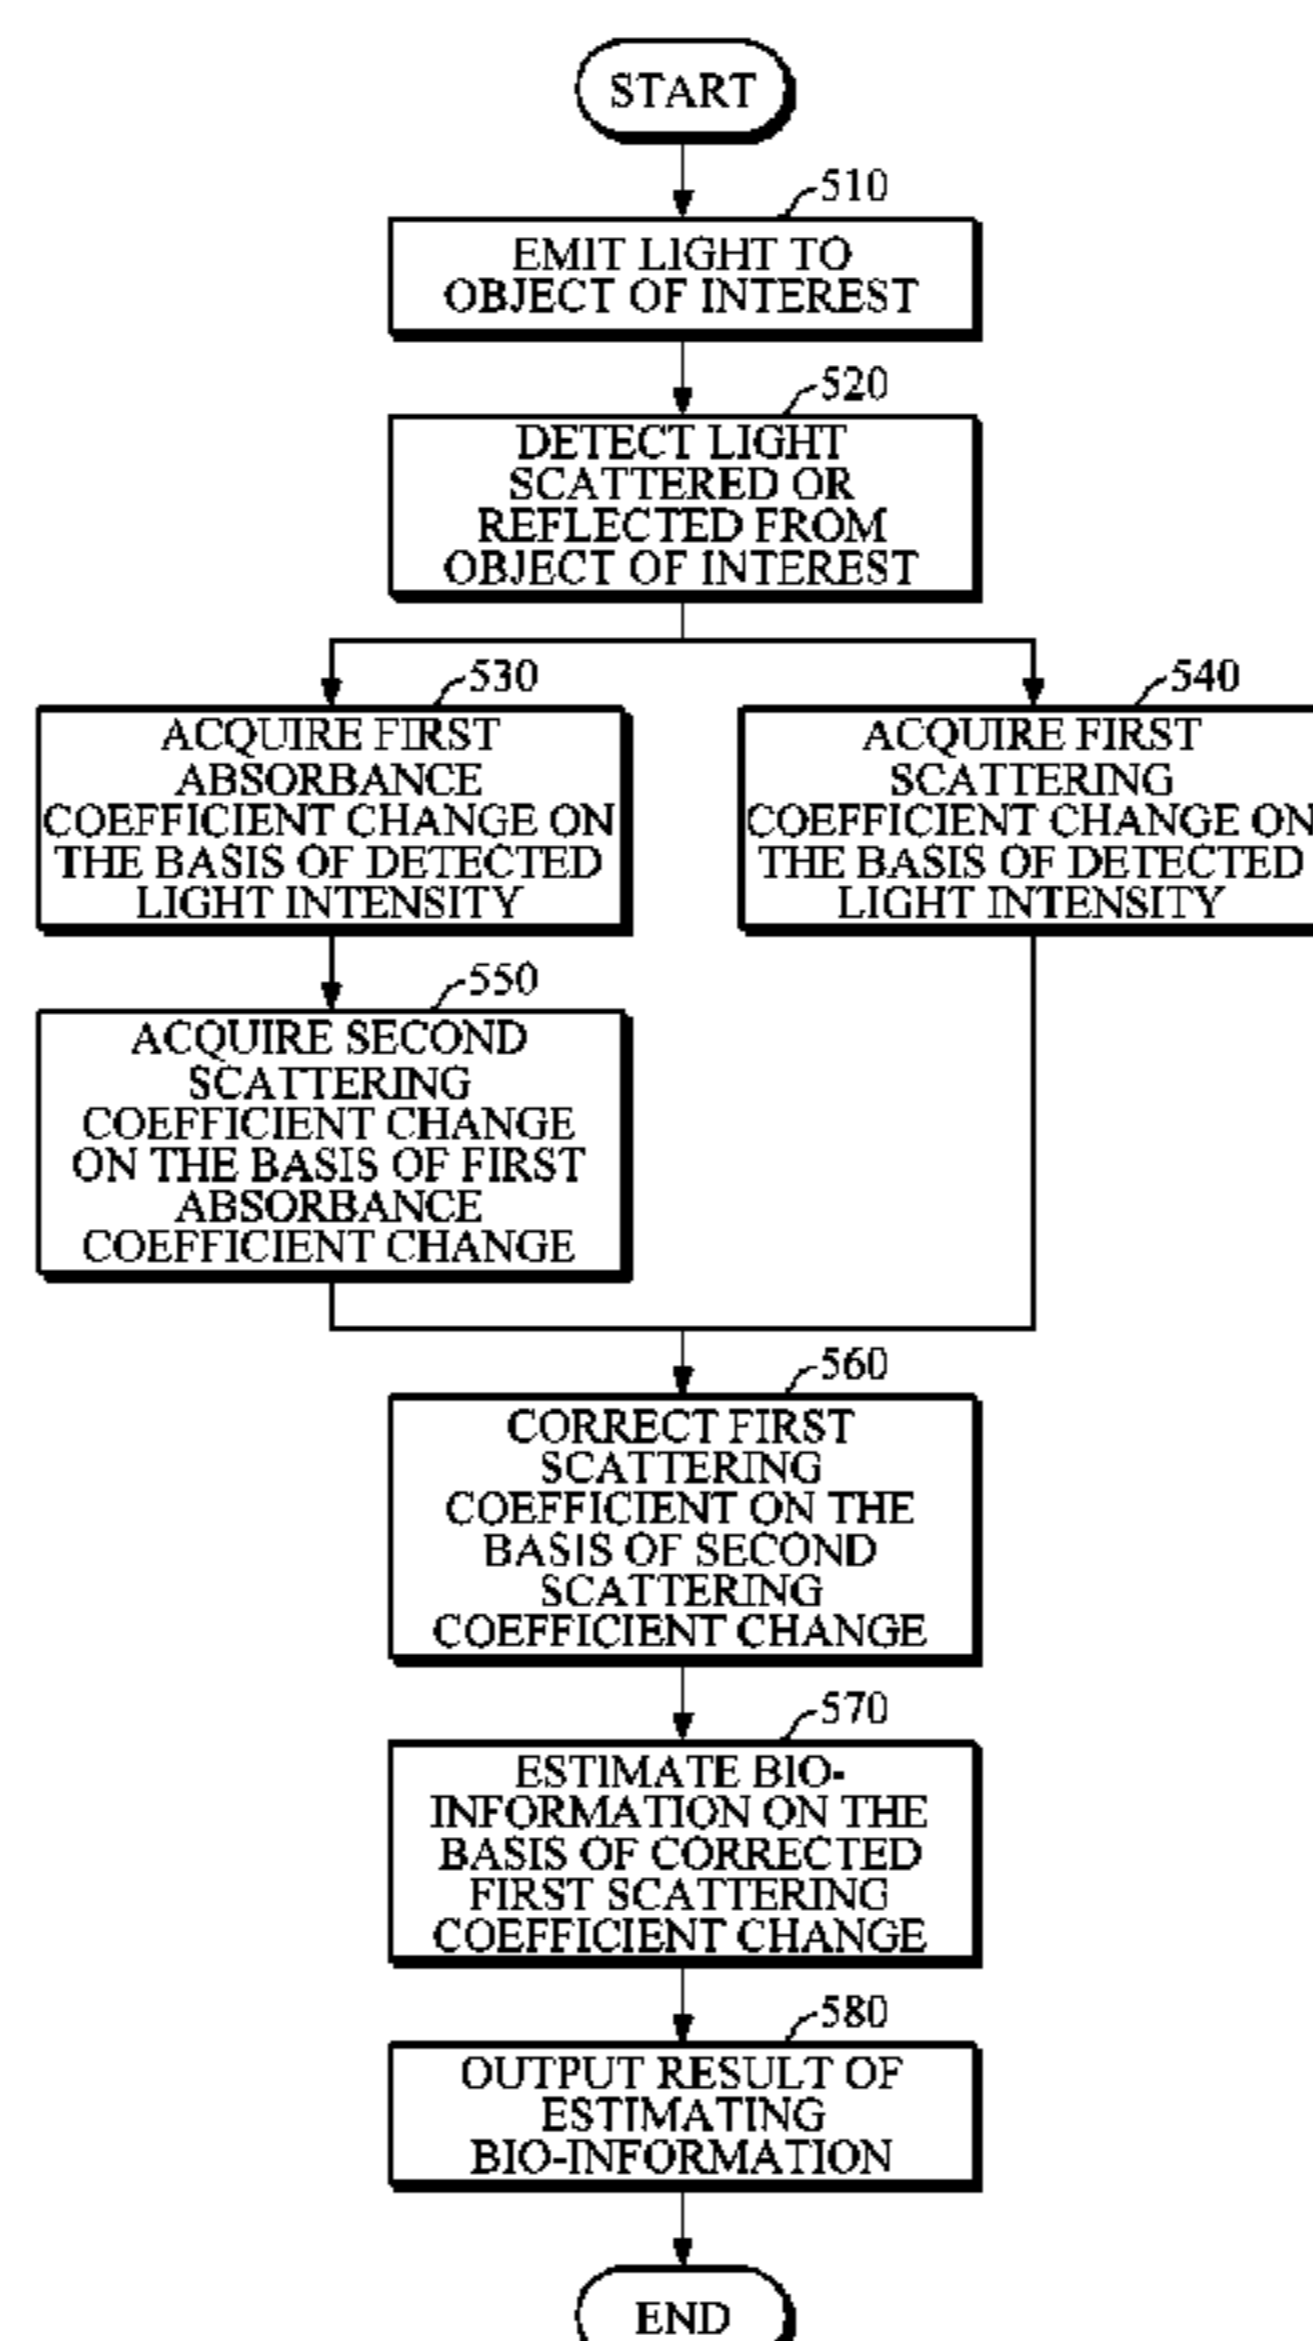 START
510
EMIT LIGHT TO
OBJECT OF INTEREST
520
DETECT LIGHT
SCATTERED OR
REFLECTED FROM
OBJECT OF INTEREST
530
ACQUIRE FIRST
ABSORBANCE
COEFFICIENT CHANGE ON
THE BASIS OF DETECTED
LIGHT INTENSITY
540
ACQUIRE FIRST
SCATTERING
COEFFICIENT CHANGE ON
THE BASIS OF DETECTED
LIGHT INTENSITY
550
ACQUIRE SECOND
SCATTERING
COEFFICIENT CHANGE
ON THE BASIS OF FIRST
ABSORBANCE
COEFFICIENT CHANGE
560
CORRECT FIRST
SCATTERING
COEFFICIENT ON THE
BASIS OF SECOND
SCATTERING
COEFFICIENT CHANGE
570
ESTIMATE BIO-
INFORMATION ON THE
BASIS OF CORRECTED
FIRST SCATTERING
COEFFICIENT CHANGE
580
OUTPUT RESULT OF
ESTIMATING
BIO-INFORMATION
END